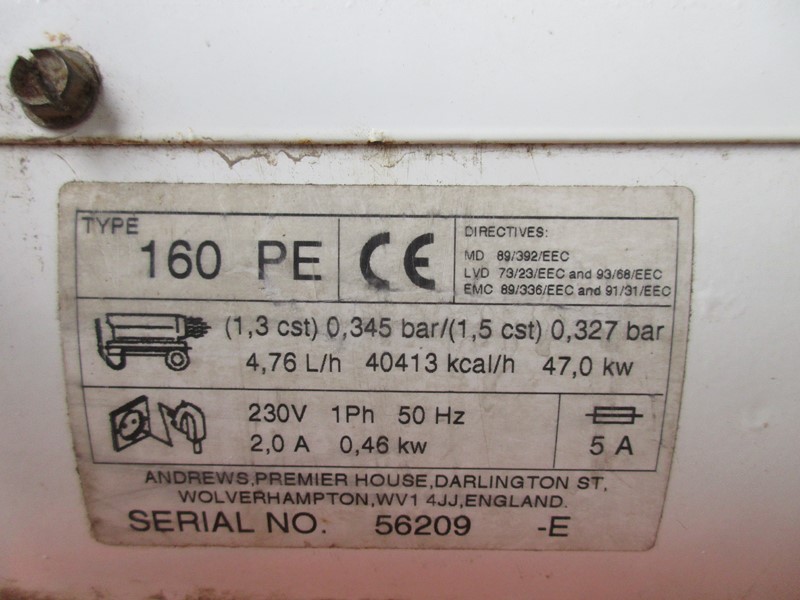 TYPE
160 PE
CE
DIRECTIVES:
MD 89/392/EEC
LVD 73/23/EEC and 93/68/EEC
EMC 89/336/EEC and 91/31/EEC
(1,3 cst) 0,345 bar/(1,5 cst) 0,327 bar
4,76 L/h 40413 kcal/h 47,0 kw
230V 1Ph 50 Hz
2,0 A 0,46 kw
5 A
ANDREWS,PREMIER HOUSE,DARLINGTON ST,
WOLVERHAMPTON,WV1 4JJ,ENGLAND.
SERIAL NO. 56209 -E